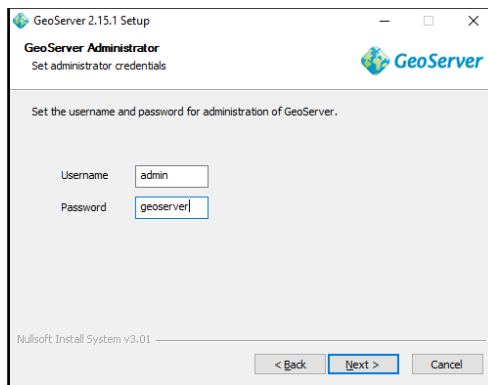 GeoServer 2.15.1 Setup
GeoServer Administrator
Set administrator credentials
GeoServer
Set the username and password for administration of GeoServer.
Username admin
Password geoserver
Nullsoft Install System v3.01
< Back Next > Cancel